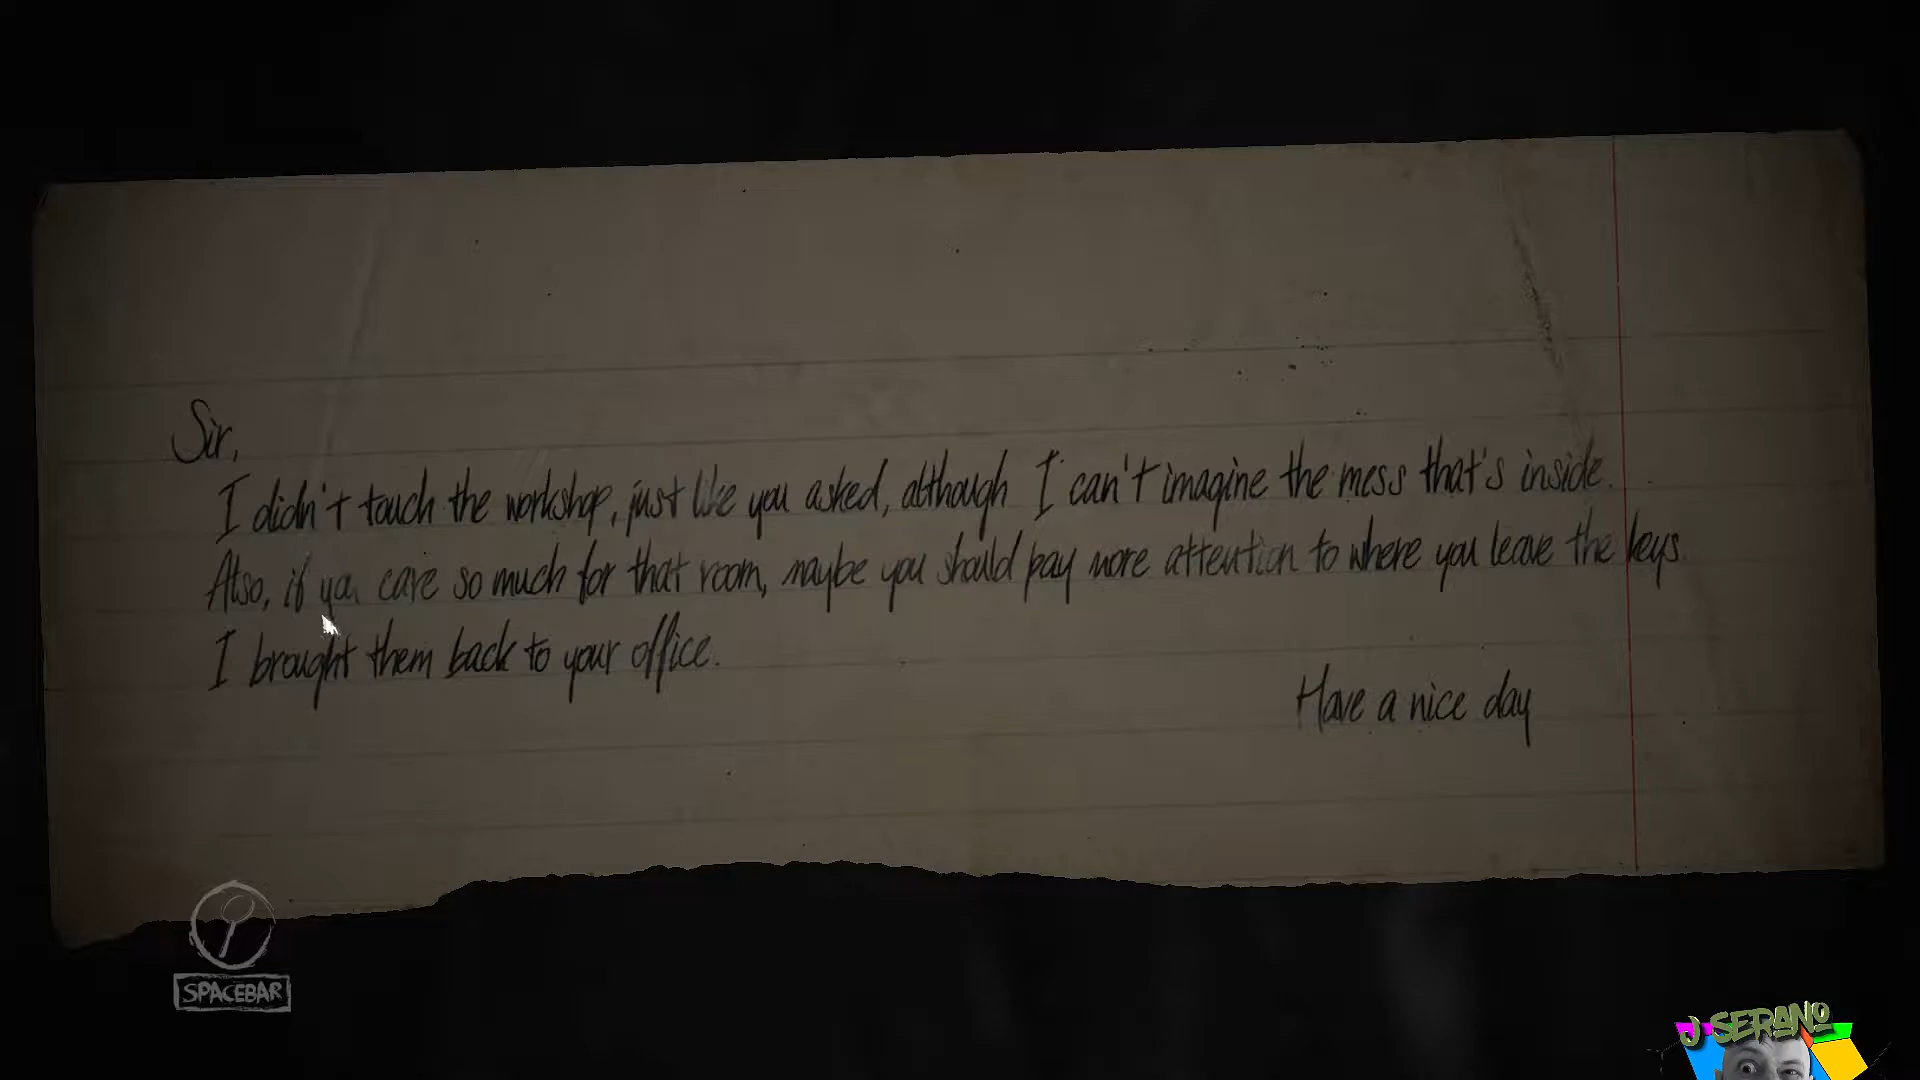 Sir,
I didn't touch the workshop, just like you asked, although I can't imagine the mess that's inside.
Also, if you care so much for that room, maybe you should pay more attention to where you leave the keys
I brought them back to your office.
Have a nice day
SPACEBAR
J SERANO